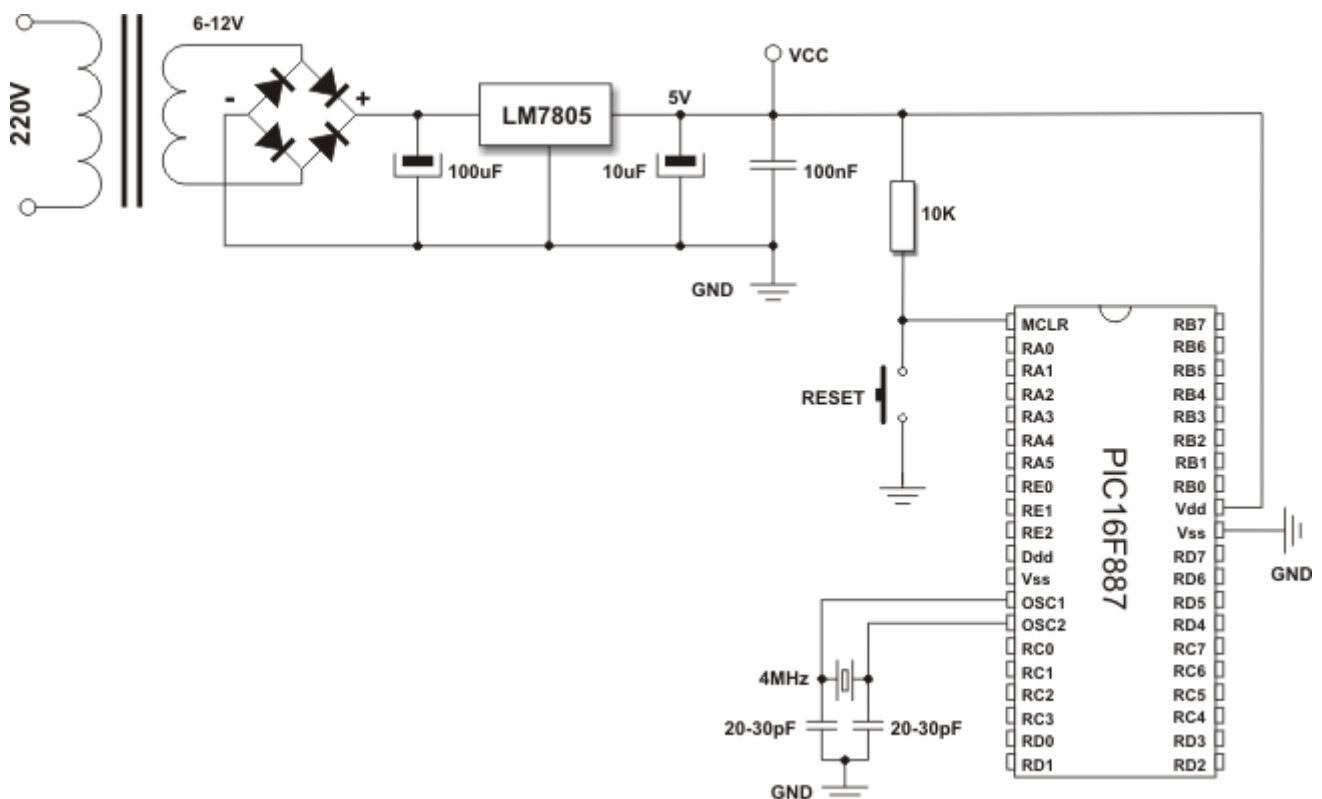 6-12V
220V
-
+
LM7805
5V
VCC
100uF
10uF
100nF
10K
GND
RESET
MCLR
RA0
RA1
RA2
RA3
RA4
RA5
RE0
RE1
RE2
Ddd
Vss
OSC1
OSC2
RC0
RC1
RC2
RC3
RD0
RD1
PIC16F887
RB7
RB6
RB5
RB4
RB3
RB2
RB1
RB0
Vdd
Vss
RD7
RD6
RD5
RD4
RC7
RC6
RC5
RC4
RD3
RD2
GND
4MHz
20-30pF
20-30pF
GND